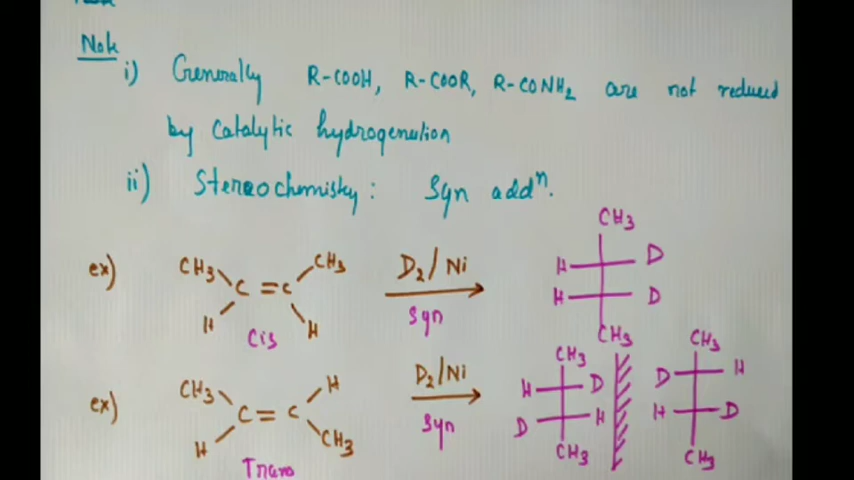 Note
i) Generally R-COOH, R-COOR, R-CONH2 are not reduced
by Catalytic hydrogenation
ii) Stereochemistry: Syn addn.
ex) CH3 C = C CH3 H H Cis
D2/Ni
Syn
CH3
H D
H D
CH3
ex) CH3 C = C H H CH3 Trans
D2/Ni
Syn
CH3
H D
D H
CH3
CH3
D H
H D
CH3